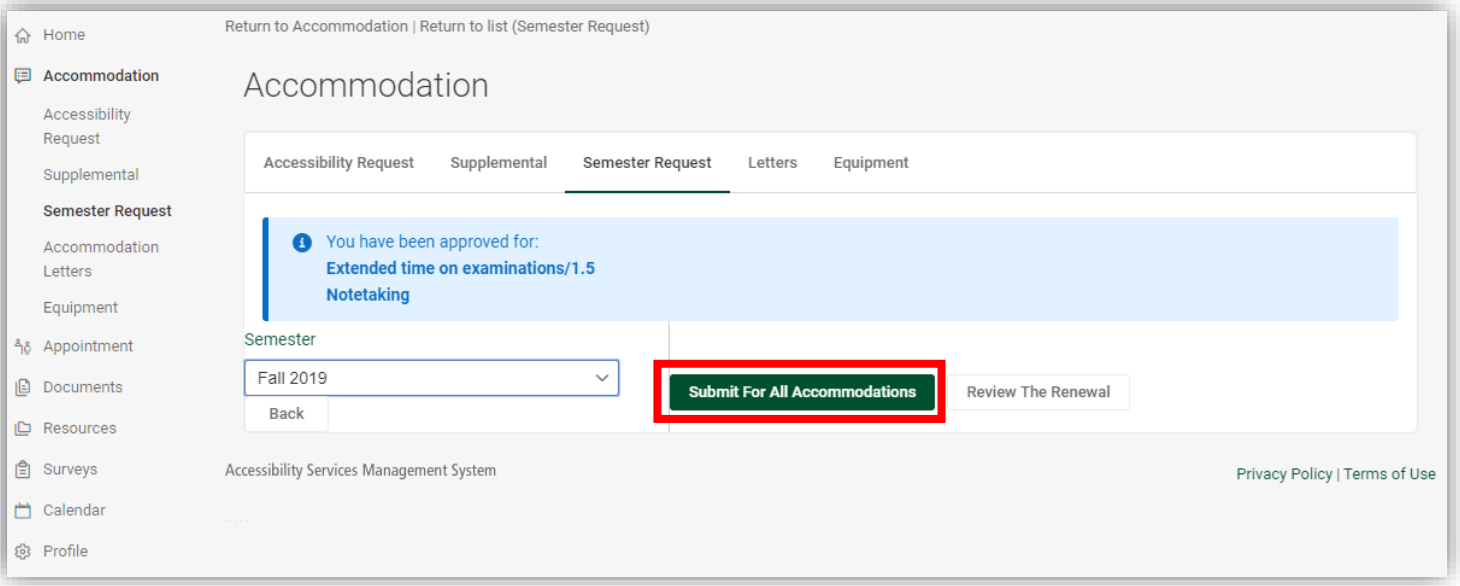 Home
Accommodation
Accessibility
Request
Supplemental
Semester Request
Accommodation
Letters
Equipment
Appointment
Documents
Resources
Surveys
Calendar
Profile
Return to Accommodation | Return to list (Semester Request)
Accommodation
Accessibility Request Supplemental Semester Request Letters Equipment
You have been approved for:
Extended time on examinations/1.5
Notetaking
Semester
Fall 2019
Submit For All Accommodations Review The Renewal
Back
Accessibility Services Management System
Privacy Policy | Terms of Use